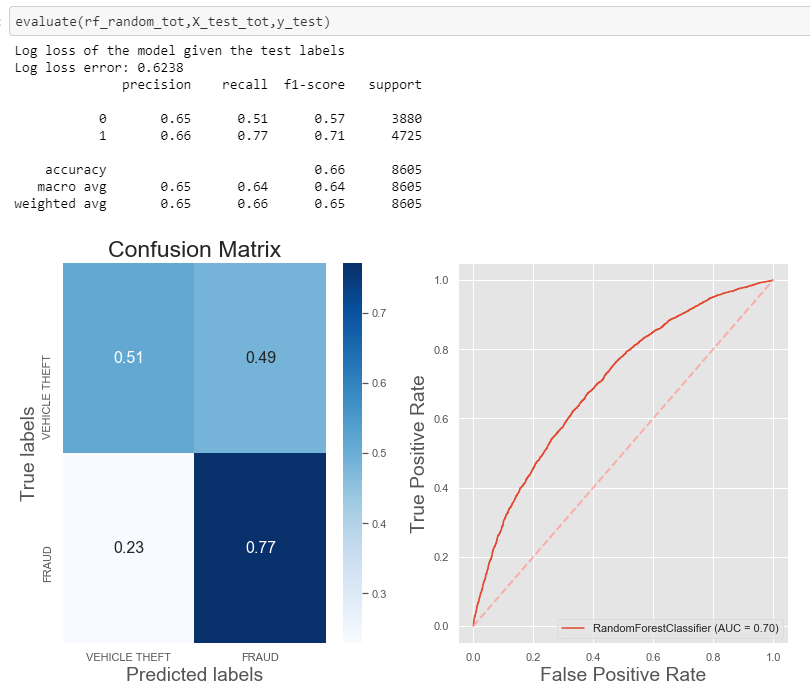 evaluate(rf_random_tot,X_test_tot,y_test)
Log loss of the model given the test labels
Log loss error: 0.6238
precision recall f1-score support
0 0.65 0.51 0.57 3880
1 0.66 0.77 0.71 4725
accuracy 0.66 8605
macro avg 0.65 0.64 0.64 8605
weighted avg 0.65 0.66 0.65 8605
Confusion Matrix
True labels
VEHICLE THEFT
FRAUD
0.51 0.49
0.23 0.77
VEHICLE THEFT FRAUD
Predicted labels
0.7
0.6
0.5
0.4
0.3
True Positive Rate
1.0
0.8
0.6
0.4
0.2
0.0
RandomForestClassifier (AUC = 0.70)
0.0 0.2 0.4 0.6 0.8 1.0
False Positive Rate